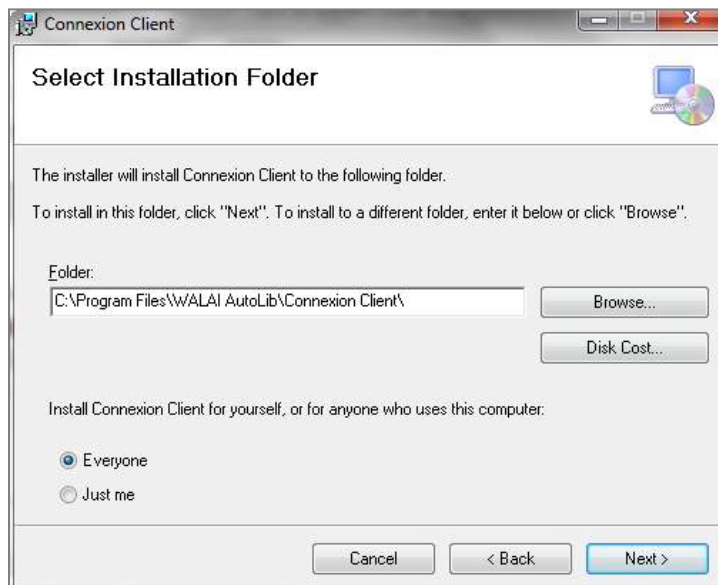 Connexion Client
Select Installation Folder
The installer will install Connexion Client to the following folder.
To install in this folder, click "Next". To install to a different folder, enter it below or click "Browse".
Folder:
C:\Program Files\WALAI AutoLib\Connexion Client\
Browse...
Disk Cost...
Install Connexion Client for yourself, or for anyone who uses this computer:
Everyone
Just me
Cancel
< Back
Next >